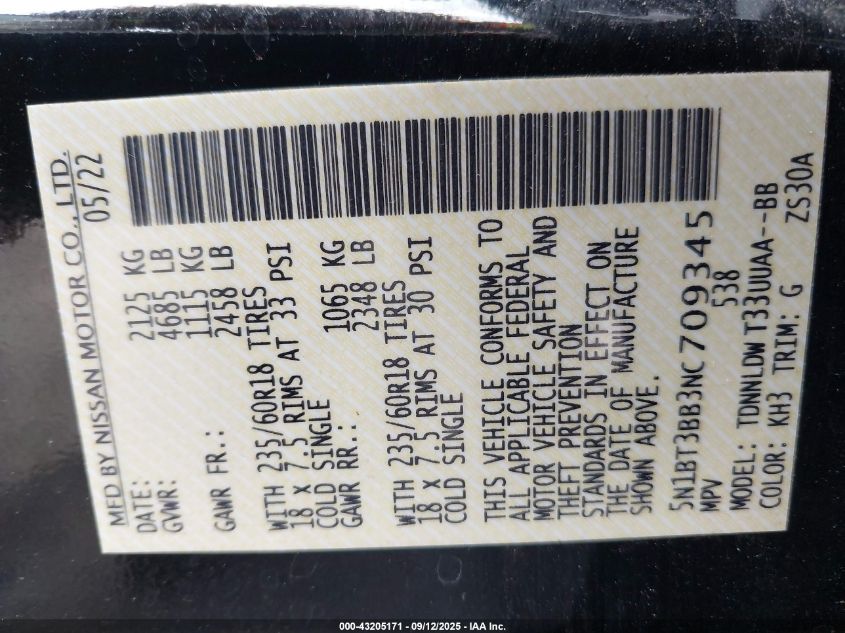 MFD BY NISSAN MOTOR CO., LTD.
DATE: 05/22
GVWR: 2125 KG
4685 LB
GAWR FR.: 1115 KG
2458 LB
WITH 235/60R18 TIRES
18 X 7.5 RIMS AT 33 PSI
COLD SINGLE
GAWR RR.: 1065 KG
2348 LB
WITH 235/60R18 TIRES
18 X 7.5 RIMS AT 30 PSI
COLD SINGLE
THIS VEHICLE CONFORMS TO
ALL APPLICABLE FEDERAL
MOTOR VEHICLE SAFETY AND
THEFT PREVENTION
STANDARDS IN EFFECT ON
THE DATE OF MANUFACTURE
SHOWN ABOVE.
5N1BT3BB3NC709345
MPV 538
MODEL: TDNNLDW T33UUAA--BB
COLOR: KH3 TRIM: G ZS30A
000-43205171 - 09/12/2025 - IAA Inc.